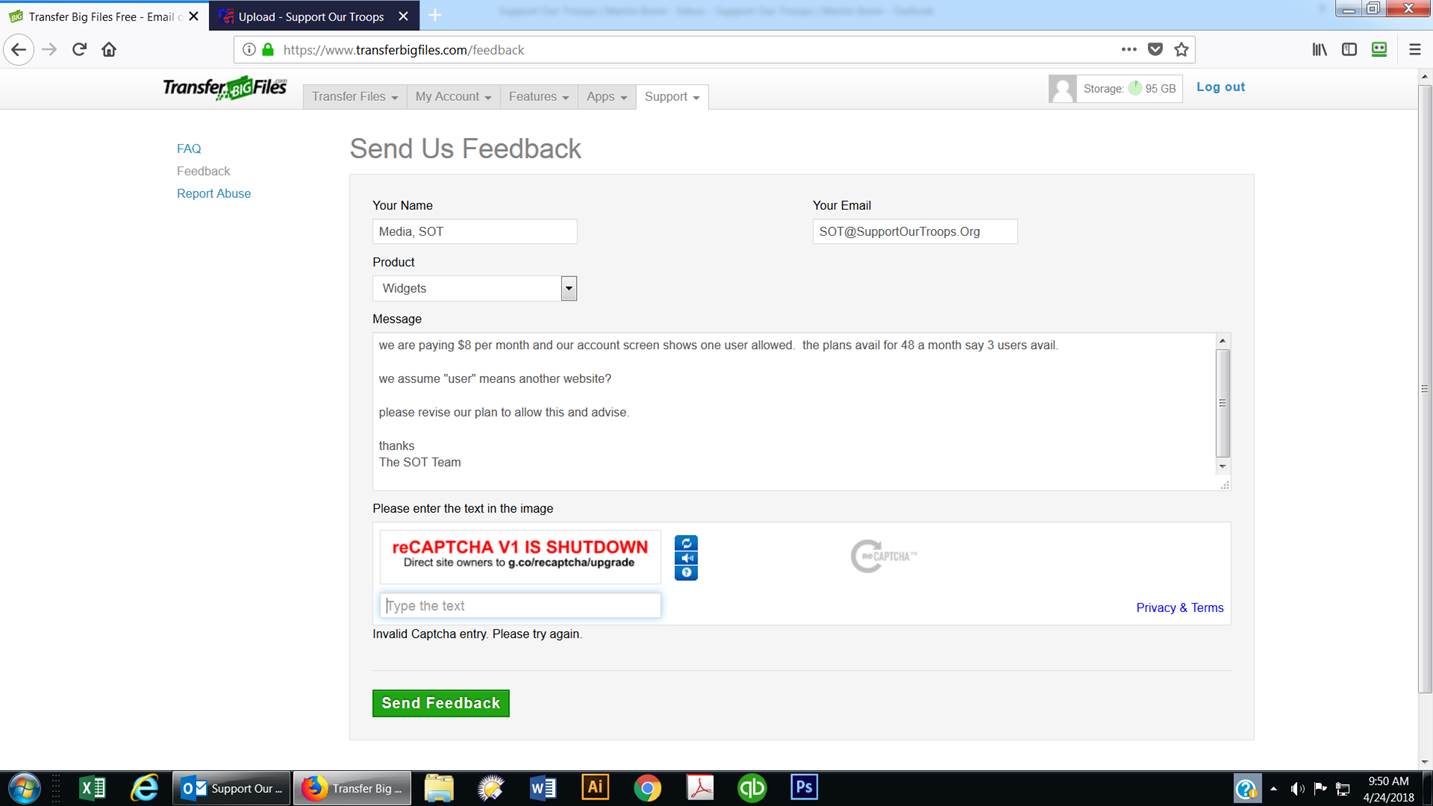 Transfer Big Files Free - Email o
Upload - Support Our Troops
Support Our Troops | Martin Boire - Inbox - Support Our Troops | Martin Boire - Outlook
https://www.transferbigfiles.com/feedback
TransferBigFiles
Transfer Files
My Account
Features
Apps
Support
Storage: 95 GB
Log out
FAQ
Feedback
Report Abuse
Send Us Feedback
Your Name
Your Email
Media, SOT
SOT@SupportOurTroops.Org
Product
Widgets
Message
we are paying $8 per month and our account screen shows one user allowed.  the plans avail for 48 a month say 3 users avail.
we assume "user" means another website?
please revise our plan to allow this and advise.
thanks
The SOT Team
Please enter the text in the image
reCAPTCHA V1 IS SHUTDOWN
Direct site owners to g.co/recaptcha/upgrade
reCAPTCHA™
Type the text
Privacy & Terms
Invalid Captcha entry. Please try again.
Send Feedback
Support Our ...
Transfer Big ...
Ai
qb
Ps
9:50 AM
4/24/2018